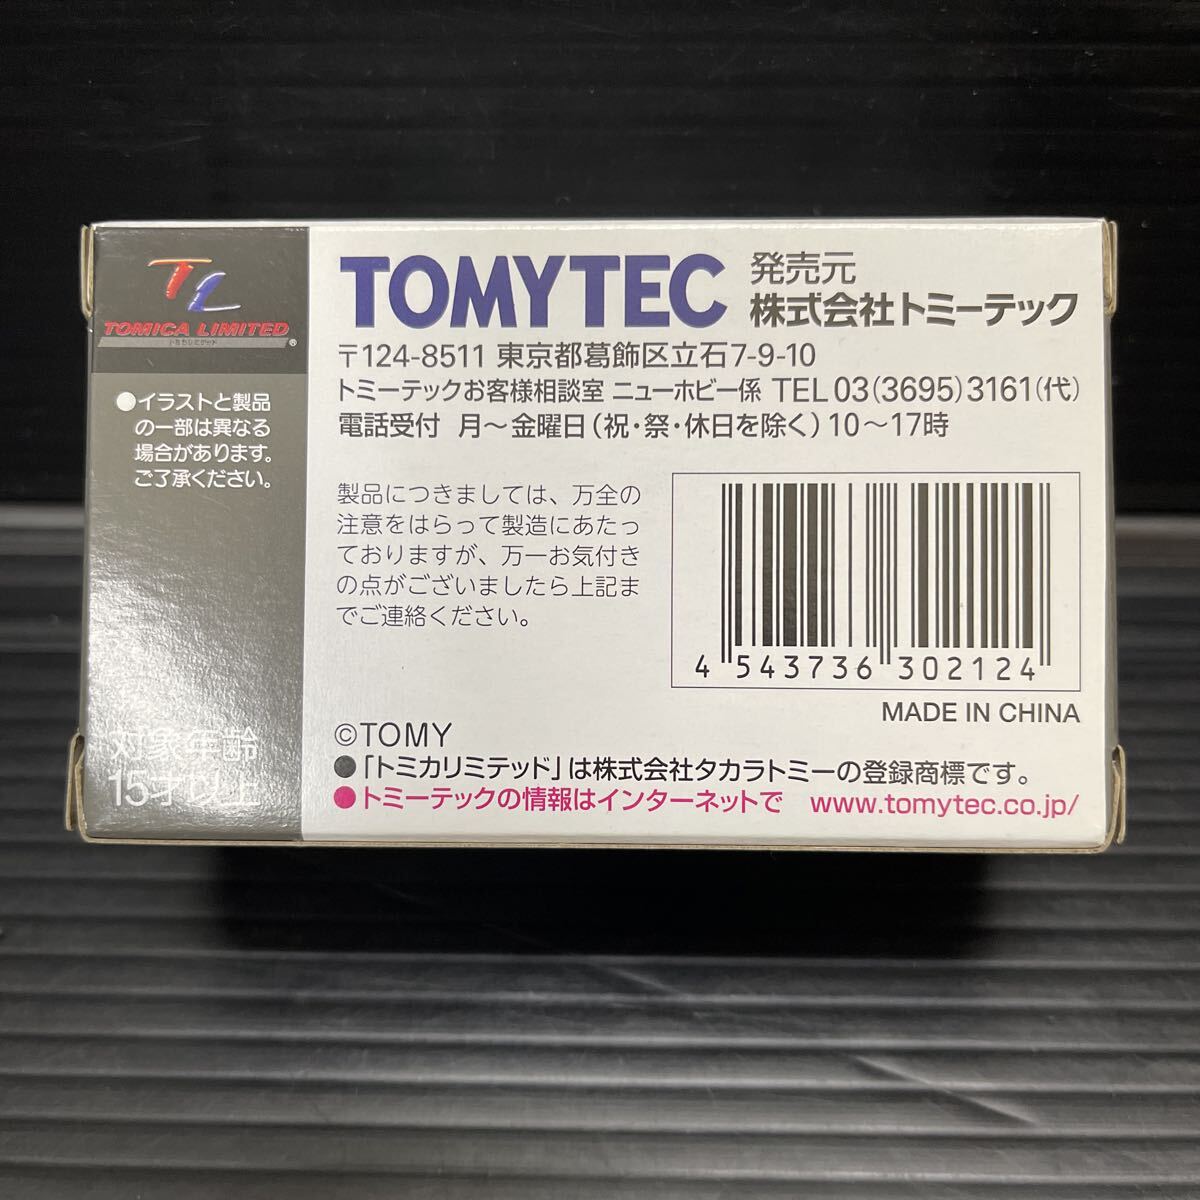 TL
TOMICA LIMITED
トミカリミテッド
®
●イラストと製品
の一部は異なる
場合があります。
ご了承ください。
対象年齢
15才以上
TOMYTEC
発売元
株式会社トミーテック
〒124-8511 東京都葛飾区立石7-9-10
トミーテックお客様相談室 ニューホビー係 TEL 03(3695)3161(代)
電話受付 月～金曜日(祝・祭・休日を除く)10～17時
製品につきましては、万全の
注意をはらって製造にあたっ
ておりますが、万一お気付き
の点がございましたら上記ま
でご連絡ください。
4 543736 302124
MADE IN CHINA
©TOMY
●「トミカリミテッド」は株式会社タカラトミーの登録商標です。
●トミーテックの情報はインターネットで www.tomytec.co.jp/